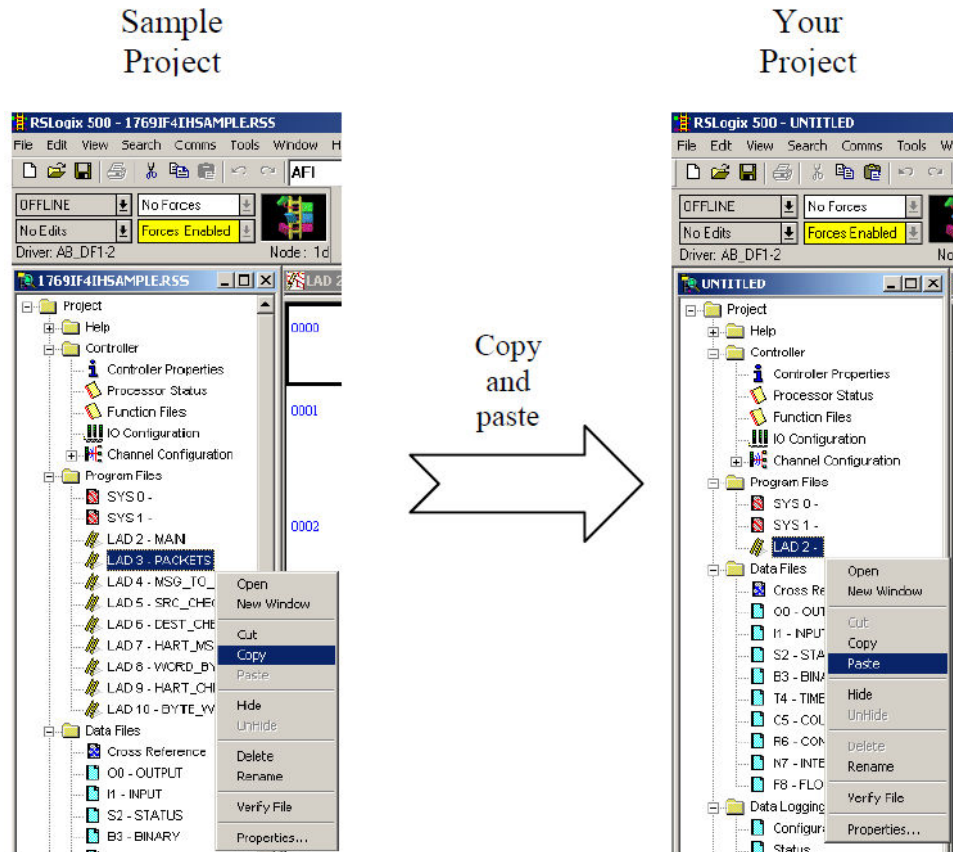 Sample
Project
Your
Project
RSLogix 500 - 1769IF4IHSAMPLE.RSS
File Edit View Search Comms Tools Window H
AFI
OFFLINE
No Forces
No Edits
Forces Enabled
Driver: AB_DF1-2
Node: 1d
1769IF4IHSAMPLE.RSS
LAD 2
Project
Help
Controller
Controller Properties
Processor Status
Function Files
IO Configuration
Channel Configuration
Program Files
SYS 0 -
SYS 1 -
LAD 2 - MAIN
LAD 3 - PACKETS
LAD 4 - MSG_TO_
LAD 5 - SRC_CHE
LAD 6 - DEST_CHE
LAD 7 - HART_MS
LAD 8 - WORD_BY
LAD 9 - HART_CHE
LAD 10 - BYTE_W
Data Files
Cross Reference
O0 - OUTPUT
I1 - INPUT
S2 - STATUS
B3 - BINARY
0000
0001
0002
Open
New Window
Cut
Copy
Paste
Hide
UnHide
Delete
Rename
Verify File
Properties...
Copy
and
paste
RSLogix 500 - UNTITLED
File Edit View Search Comms Tools W
OFFLINE
No Forces
No Edits
Forces Enabled
Driver: AB_DF1-2
No
UNTITLED
Project
Help
Controller
Controller Properties
Processor Status
Function Files
IO Configuration
Channel Configuration
Program Files
SYS 0 -
SYS 1 -
LAD 2 -
Data Files
Cross Re
O0 - OUT
I1 - INPU
S2 - STA
B3 - BINA
T4 - TIME
C5 - COU
R6 - CON
N7 - INTE
F8 - FLO
Data Logging
Configura
Status
Open
New Window
Cut
Copy
Paste
Hide
UnHide
Delete
Rename
Verify File
Properties...